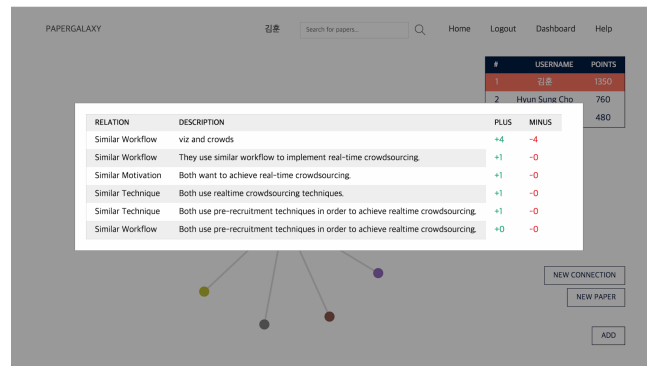 PAPERGALAXY 김훈 Search for papers... Home Logout Dashboard Help
# USERNAME POINTS
1 김훈 1350
2 Hyun Sung Cho 760
480
RELATION DESCRIPTION PLUS MINUS
Similar Workflow viz and crowds +4 -4
Similar Workflow They use similar workflow to implement real-time crowdsourcing. +1 -0
Similar Motivation Both want to achieve real-time crowdsourcing. +1 -0
Similar Technique Both use realtime crowdsourcing techniques. +1 -0
Similar Technique Both use pre-recruitment techniques in order to achieve realtime crowdsourcing. +1 -0
Similar Workflow Both use pre-recruitment techniques in order to achieve realtime crowdsourcing. +0 -0
NEW CONNECTION
NEW PAPER
ADD